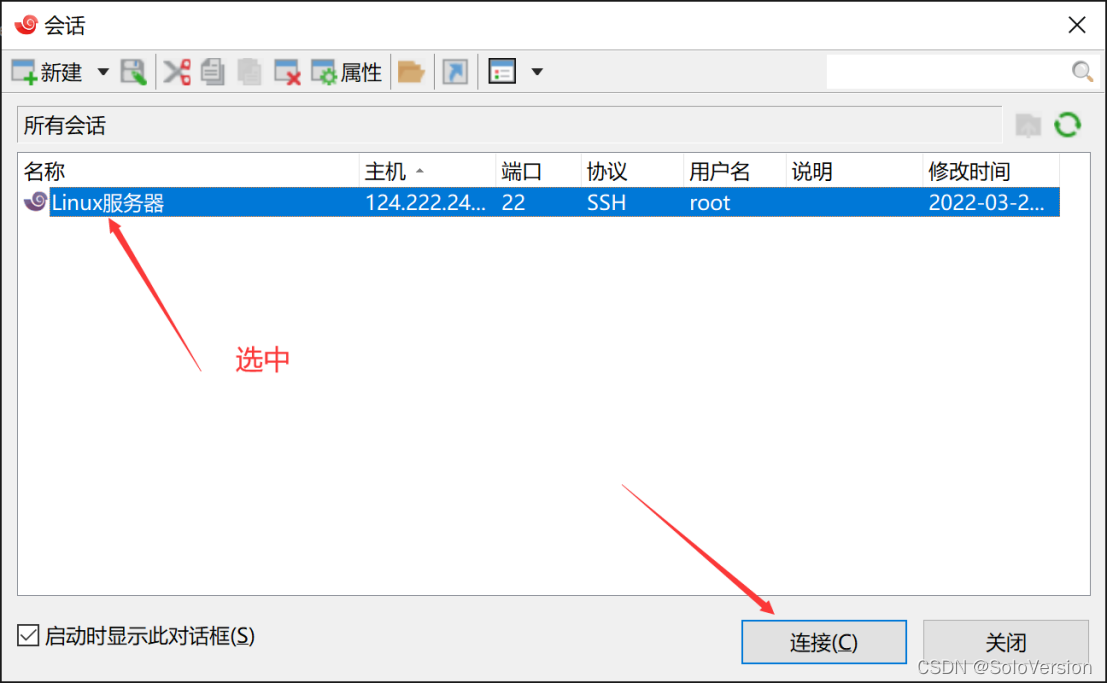 会话
新建 属性
所有会话
名称 主机 端口 协议 用户名 说明 修改时间
Linux服务器 124.222.24... 22 SSH root 2022-03-2...
选中
启动时显示此对话框(S)
连接(C) 关闭
CSDN @SoloVersion